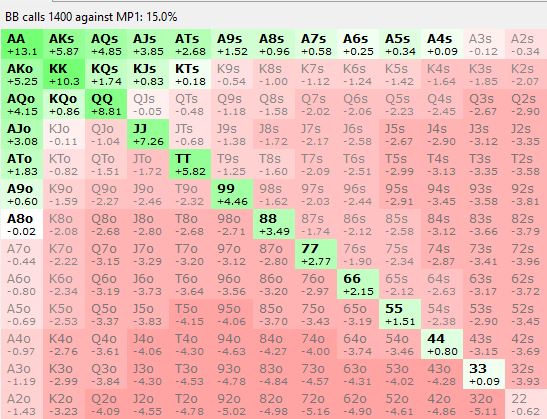 BB calls 1400 against MP1: 15.0%
AA AKs AQs AJs ATs A9s A8s A7s A6s A5s A4s A3s A2s
+13.1 +5.87 +4.85 +3.85 +2.68 +1.52 +0.96 +0.58 +0.25 +0.34 +0.09 -0.12 -0.34
AKo KK KQs KJs KTs K9s K8s K7s K6s K5s K4s K3s K2s
+5.25 +10.3 +1.74 +0.83 +0.18 -0.54 -1.00 -1.12 -1.24 -1.42 -1.64 -1.85 -2.07
AQo KQo QQ QJs QTs Q9s Q8s Q7s Q6s Q5s Q4s Q3s Q2s
+4.15 +0.86 +8.81 -0.05 -0.48 -1.18 -1.58 -2.02 -2.06 -2.23 -2.45 -2.67 -2.90
AJo KJo QJo JJ JTs J9s J8s J7s J6s J5s J4s J3s J2s
+3.08 -0.11 -1.04 +7.26 -0.68 -1.38 -1.72 -2.17 -2.58 -2.67 -2.90 -3.12 -3.35
ATo KTo QTo JTo TT T9s T8s T7s T6s T5s T4s T3s T2s
+1.83 -0.82 -1.51 -1.72 +5.82 -1.25 -1.60 -2.09 -2.51 -2.99 -3.13 -3.35 -3.58
A9o K9o Q9o J9o T9o 99 98s 97s 96s 95s 94s 93s 92s
+0.60 -1.59 -2.27 -2.46 -2.32 +4.46 -1.62 -2.03 -2.44 -2.91 -3.45 -3.58 -3.81
A8o K8o Q8o J8o T8o 98o 88 87s 86s 85s 84s 83s 82s
-0.02 -2.08 -2.68 -2.80 -2.68 -2.71 +3.49 -1.74 -2.12 -2.58 -3.12 -3.66 -3.79
A7o K7o Q7o J7o T7o 97o 87o 77 76s 75s 74s 73s 72s
-0.44 -2.22 -3.15 -3.29 -3.20 -3.12 -2.80 +2.77 -1.90 -2.34 -2.87 -3.41 -3.96
A6o K6o Q6o J6o T6o 96o 86o 76o 66 65s 64s 63s 62s
-0.80 -2.34 -3.19 -3.73 -3.64 -3.56 -3.20 -2.97 +2.15 -2.12 -2.63 -3.17 -3.72
A5o K5o Q5o J5o T5o 95o 85o 75o 65o 55 54s 53s 52s
-0.69 -2.53 -3.37 -3.83 -4.15 -4.06 -3.70 -3.43 -3.19 +1.51 -2.38 -2.90 -3.45
A4o K4o Q4o J4o T4o 94o 84o 74o 64o 54o 44 43s 42s
-0.97 -2.76 -3.61 -4.06 -4.30 -4.63 -4.27 -4.00 -3.74 -3.46 +0.80 -3.15 -3.69
A3o K3o Q3o J3o T3o 93o 83o 73o 63o 53o 43o 33 32s
-1.19 -2.99 -3.84 -4.30 -4.53 -4.78 -4.84 -4.57 -4.31 -4.02 -4.28 +0.09 -3.93
A2o K2o Q2o J2o T2o 92o 82o 72o 62o 52o 42o 32o 22
-1.43 -3.23 -4.09 -4.55 -4.78 -5.02 -4.98 -5.16 -4.90 -4.61 -4.86 -5.11 -0.62